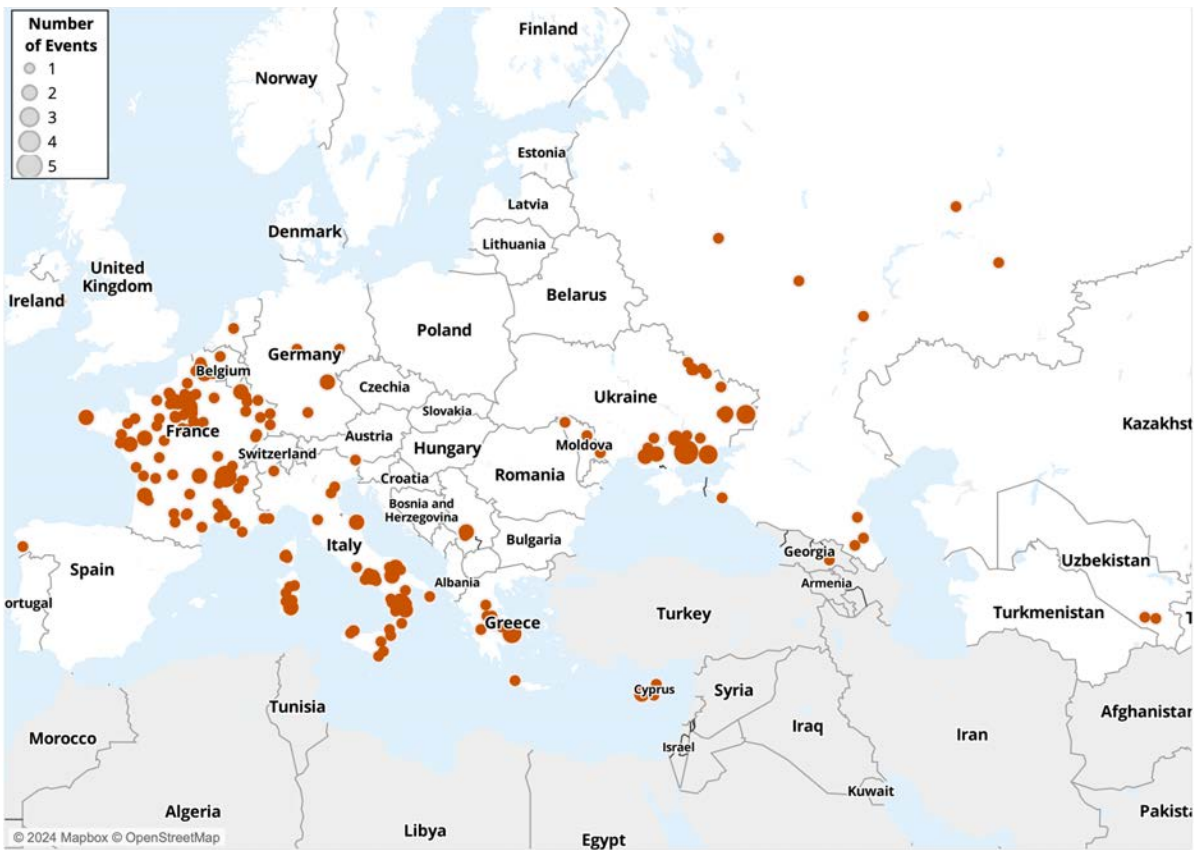 Number
of Events
1
2
3
4
5
Finland
Norway
Estonia
Latvia
Denmark
Lithuania
United
Kingdom
Ireland
Belarus
Poland
Germany
Belgium
Czechia
Ukraine
Slovakia
Kazakhst
France
Austria
Moldova
Switzerland
Hungary
Romania
Croatia
Bosnia and
Herzegovina
Bulgaria
Italy
Georgia
Uzbekistan
Spain
Albania
Armenia
ortugal
Turkey
Turkmenistan
T
Greece
Cyprus
Syria
Tunisia
Afghanistar
Iraq
Iran
Morocco
Israel
Kuwait
Algeria
Pakista
Libya
Egypt
© 2024 Mapbox © OpenStreetMap